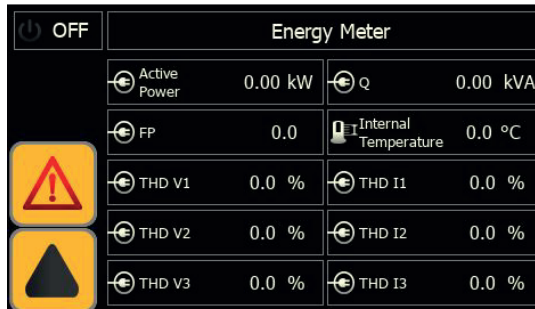 OFF
Energy Meter
Active Power 0.00 kW
Q 0.00 kVA
FP 0.0
Internal Temperature 0.0 °C
THD V1 0.0 %
THD I1 0.0 %
THD V2 0.0 %
THD I2 0.0 %
THD V3 0.0 %
THD I3 0.0 %